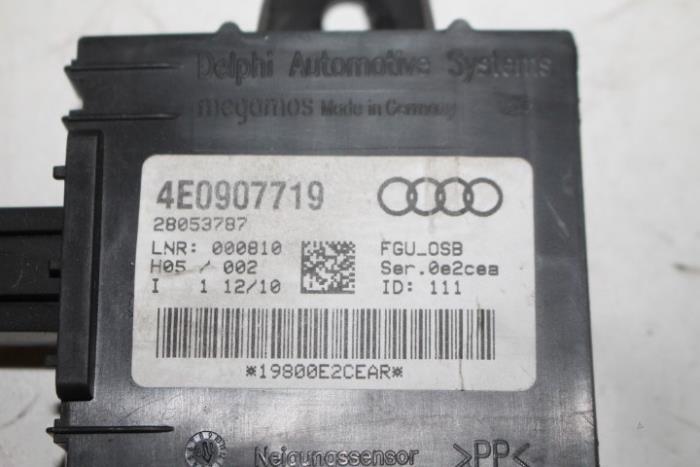 Delphi Automotive Systems
megamos Made in Germany
4E0907719
28053787
LNR: 000810 FGU_OSB
H05 / 002 Ser.0e2cea
I 1 12/10 ID: 111
*19800E2CEAR*
Neigungssensor >PP<